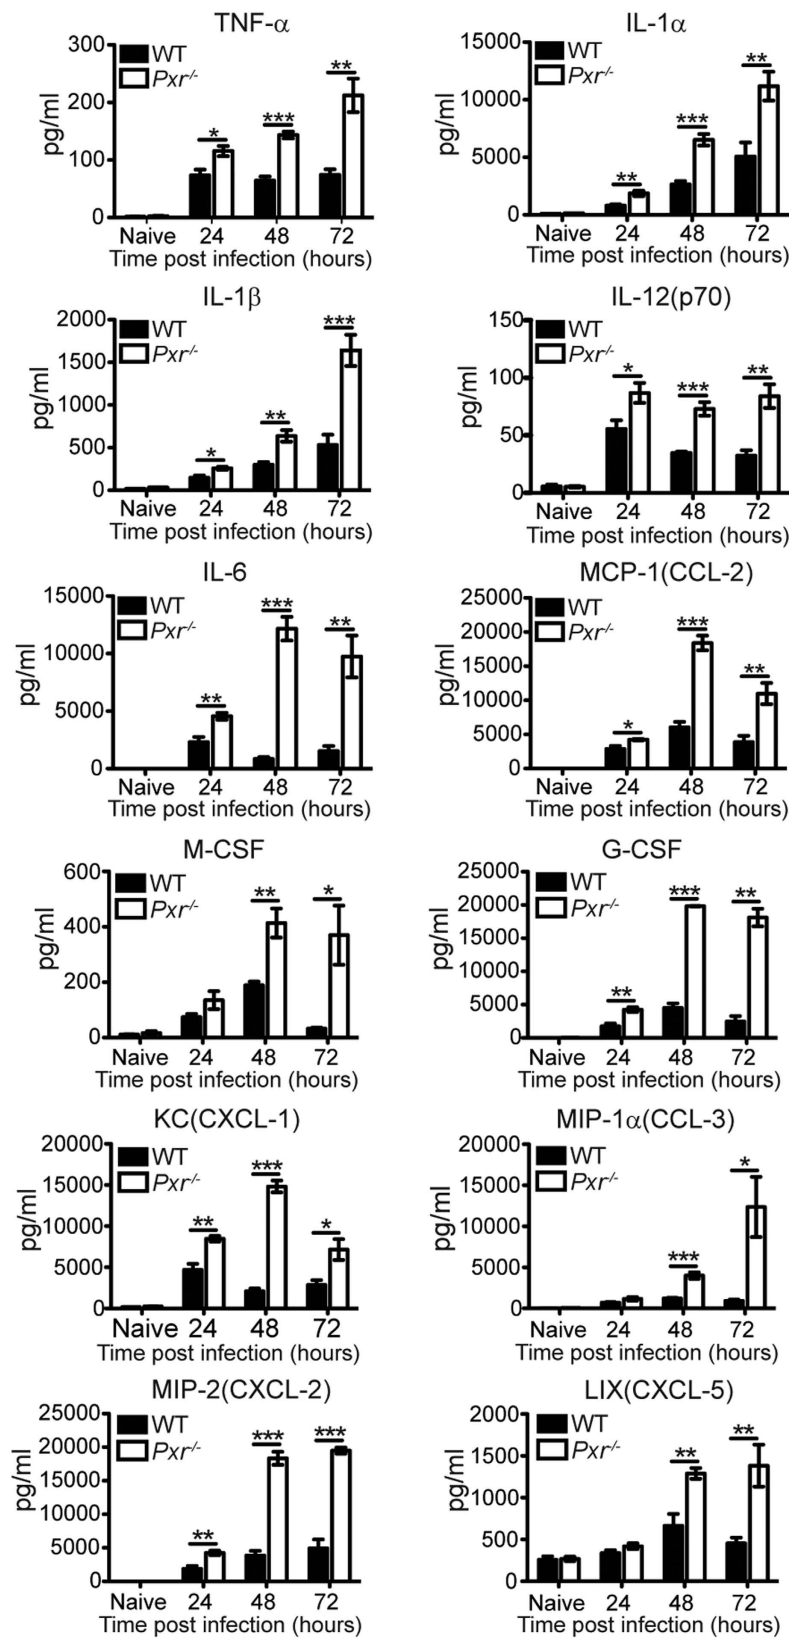 TNF-α
300
200
100
0
pg/ml
WT
Pxr-/-
* *** **
Naive 24 48 72
Time post infection (hours)
IL-1α
15000
10000
5000
0
pg/ml
WT
Pxr-/-
** *** **
Naive 24 48 72
Time post infection (hours)
IL-1β
2000
1500
1000
500
0
pg/ml
WT
Pxr-/-
* ** ***
Naive 24 48 72
Time post infection (hours)
IL-12(p70)
150
100
50
0
pg/ml
WT
Pxr-/-
* *** **
Naive 24 48 72
Time post infection (hours)
IL-6
15000
10000
5000
0
pg/ml
WT
Pxr-/-
** *** **
Naive 24 48 72
Time post infection (hours)
MCP-1(CCL-2)
25000
20000
15000
10000
5000
0
pg/ml
WT
Pxr-/-
* *** **
Naive 24 48 72
Time post infection (hours)
M-CSF
600
400
200
0
pg/ml
WT
Pxr-/-
** *
Naive 24 48 72
Time post infection (hours)
G-CSF
25000
20000
15000
10000
5000
0
pg/ml
WT
Pxr-/-
** *** **
Naive 24 48 72
Time post infection (hours)
KC(CXCL-1)
20000
15000
10000
5000
0
pg/ml
WT
Pxr-/-
** *** *
Naive 24 48 72
Time post infection (hours)
MIP-1α(CCL-3)
20000
15000
10000
5000
0
pg/ml
WT
Pxr-/-
*** *
Naive 24 48 72
Time post infection (hours)
MIP-2(CXCL-2)
25000
20000
15000
10000
5000
0
pg/ml
WT
Pxr-/-
** *** ***
Naive 24 48 72
Time post infection (hours)
LIX(CXCL-5)
2000
1500
1000
500
0
pg/ml
WT
Pxr-/-
** **
Naive 24 48 72
Time post infection (hours)